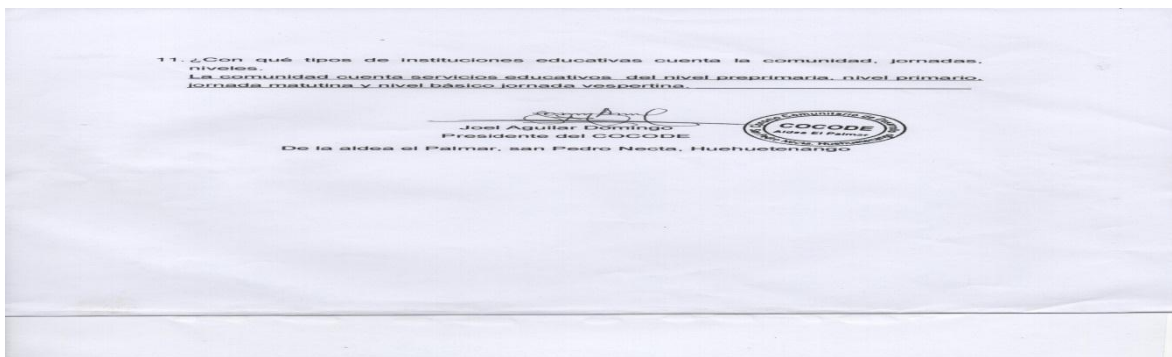 11. ¿Con qué tipos de instituciones educativas cuenta la comunidad, jornadas,
niveles.
La comunidad cuenta servicios educativos del nivel preprimaria, nivel primario,
jornada matutina y nivel básico jornada vespertina.
Joel Aguilar Domingo
Presidente del COCODE
De la aldea el Palmar, san Pedro Necta, Huehuetenango
COCODE
Aldea El Palmar